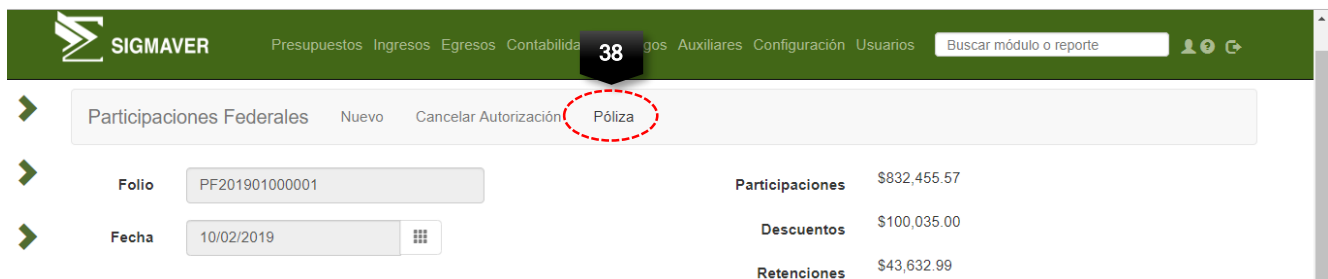 SIGMAVER
Presupuestos Ingresos Egresos Contabilida gos Auxiliares Configuración Usuarios Buscar módulo o reporte
38
Participaciones Federales Nuevo Cancelar Autorización Póliza
Folio PF201901000001 Participaciones $832,455.57
Fecha 10/02/2019 Descuentos $100,035.00
Retenciones $43,632.99